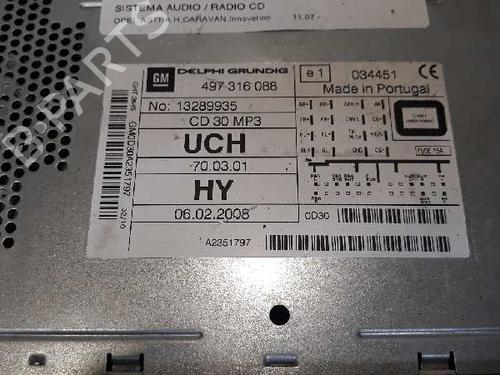 SISTEMA AUDIO / RADIO CD
OPEL ASTRA H CARAVAN Innovation 11.07 -
GM DELPHI GRUNDIG
497 316 088
e1 034451 CE
Made in Portugal
No: 13289935
CD 30 MP3
UCH
70.03.01
HY
06.02.2008
FUSE 15A
CD30
A2351797
GM0D30A2351797
B-PARTS